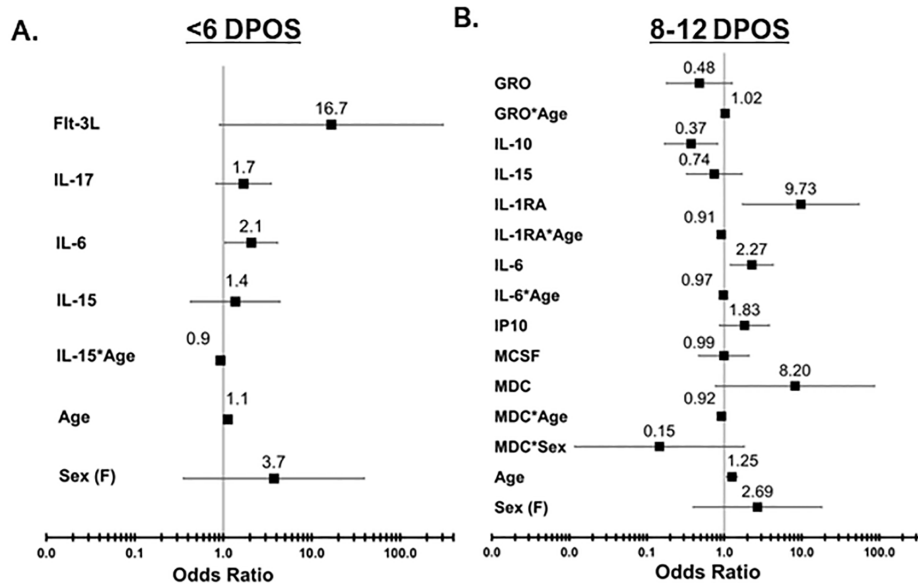 A.
<6 DPOS
Flt-3L
16.7
IL-17
1.7
IL-6
2.1
IL-15
1.4
IL-15*Age
0.9
Age
1.1
Sex (F)
3.7
0.0 0.1 1.0 10.0 100.0
Odds Ratio
B.
8-12 DPOS
GRO
0.48
GRO*Age
1.02
IL-10
0.37
IL-15
0.74
IL-1RA
9.73
IL-1RA*Age
0.91
IL-6
2.27
IL-6*Age
0.97
IP10
1.83
MCSF
0.99
MDC
8.20
MDC*Age
0.92
MDC*Sex
0.15
Age
1.25
Sex (F)
2.69
0.0 0.0 0.1 1.0 10.0 100.0
Odds Ratio